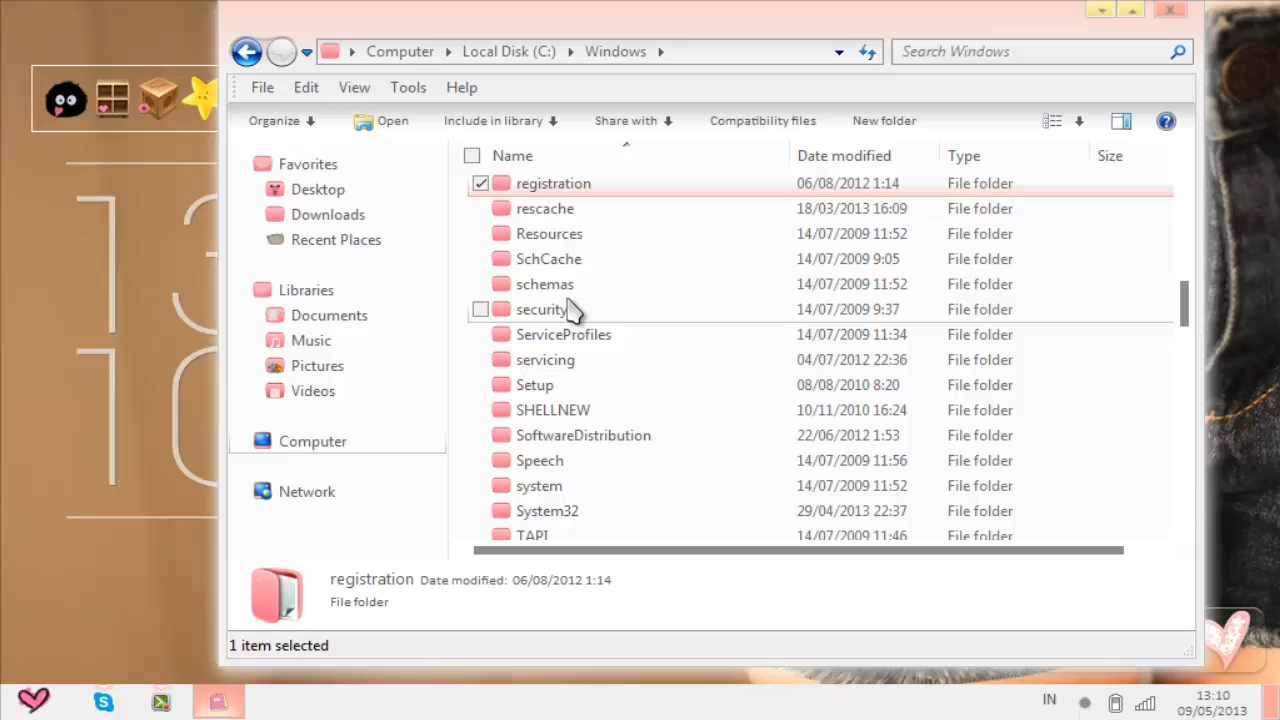 Computer Local Disk (C:) Windows Search Windows
File Edit View Tools Help
Organize Open Include in library Share with Compatibility files New folder
Favorites
Desktop
Downloads
Recent Places
Libraries
Documents
Music
Pictures
Videos
Computer
Network
Name Date modified Type Size
registration 06/08/2012 1:14 File folder
rescache 18/03/2013 16:09 File folder
Resources 14/07/2009 11:52 File folder
SchCache 14/07/2009 9:05 File folder
schemas 14/07/2009 11:52 File folder
security 14/07/2009 9:37 File folder
ServiceProfiles 14/07/2009 11:34 File folder
servicing 04/07/2012 22:36 File folder
Setup 08/08/2010 8:20 File folder
SHELLNEW 10/11/2010 16:24 File folder
SoftwareDistribution 22/06/2012 1:53 File folder
Speech 14/07/2009 11:56 File folder
system 14/07/2009 11:52 File folder
System32 29/04/2013 22:37 File folder
TAPI 14/07/2009 11:46 File folder
registration Date modified: 06/08/2012 1:14
File folder
1 item selected
13
10
IN
13:10
09/05/2013